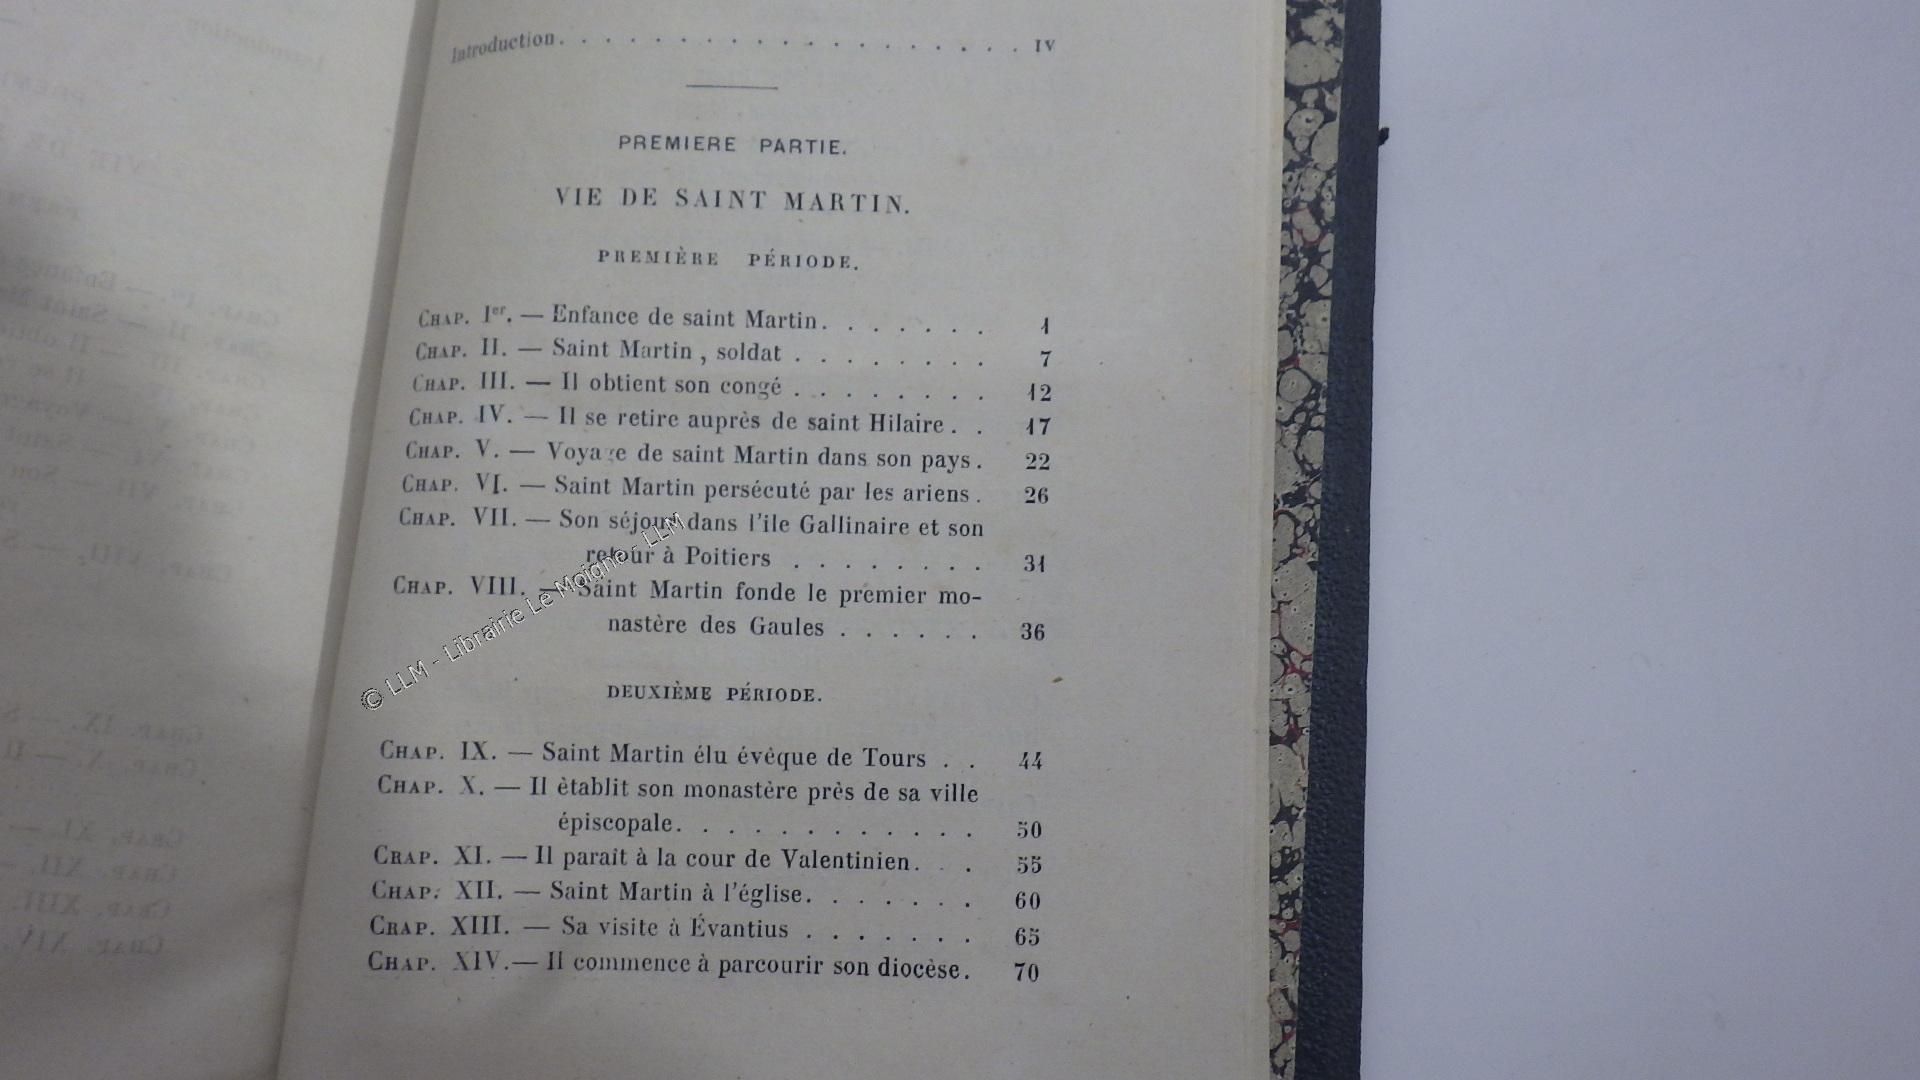 Introduction. . . . . . . . . . . . . . . . . . . . IV
PREMIERE PARTIE.
VIE DE SAINT MARTIN.
PREMIÈRE PÉRIODE.
CHAP. Ier. — Enfance de saint Martin. . . . . . . 1
CHAP. II. — Saint Martin, soldat . . . . . . . . 7
CHAP. III. — Il obtient son congé . . . . . . . . 12
CHAP. IV. — Il se retire auprès de saint Hilaire. . 17
CHAP. V. — Voyage de saint Martin dans son pays. 22
CHAP. VI. — Saint Martin persécuté par les ariens. 26
CHAP. VII. — Son séjour dans l'ile Gallinaire et son
retour à Poitiers . . . . . . . . 31
CHAP. VIII. — Saint Martin fonde le premier mo-
nastère des Gaules . . . . . . 36
DEUXIÈME PÉRIODE.
CHAP. IX. — Saint Martin élu évêque de Tours . . 44
CHAP. X. — Il ètablit son monastère près de sa ville
épiscopale. . . . . . . . . . . . 50
CRAP. XI. — Il paraît à la cour de Valentinien. . . 55
CHAP. XII. — Saint Martin à l'église. . . . . . . 60
CRAP. XIII. — Sa visite à Évantius . . . . . . . 65
CHAP. XIV. — Il commence à parcourir son diocèse. 70
© LLM - Librairie Le Moigne - LLM